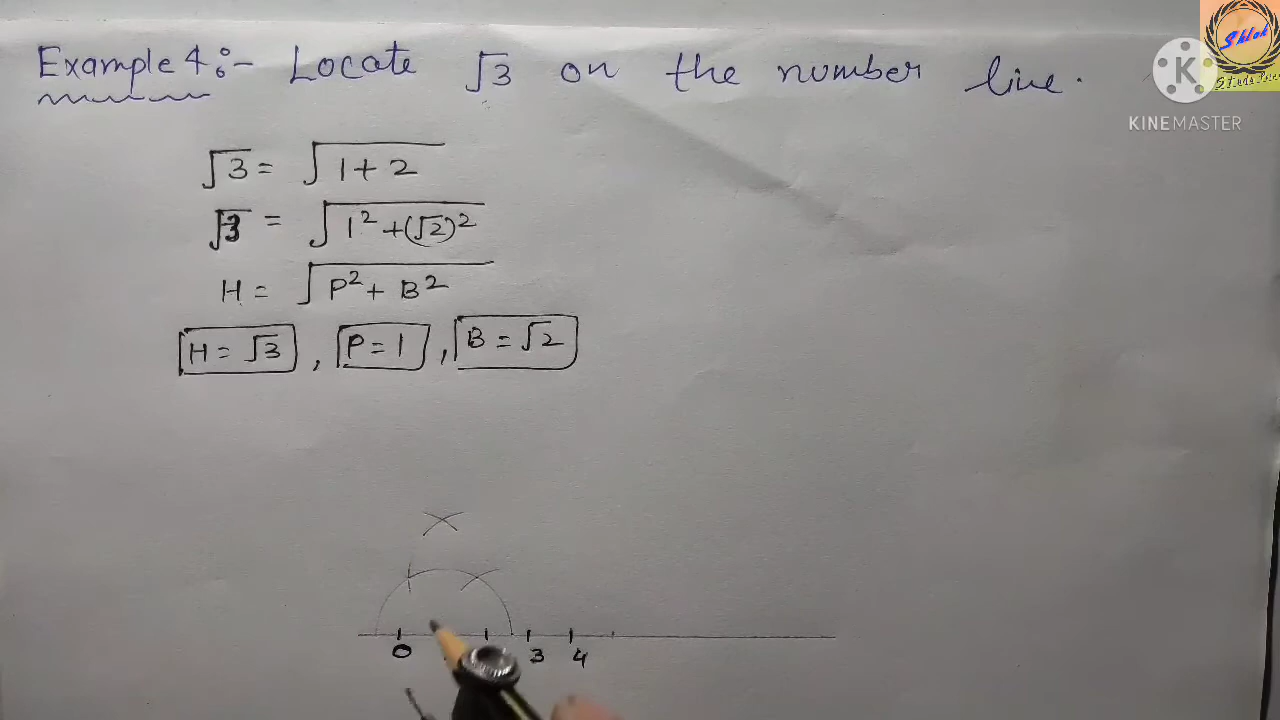 Example 4:- Locate √3 on the number line.
√3 = √1 + 2
√3 = √1² + (√2)²
H = √P² + B²
H = √3 , P = 1 , B = √2
0 3 4
K
KINEMASTER